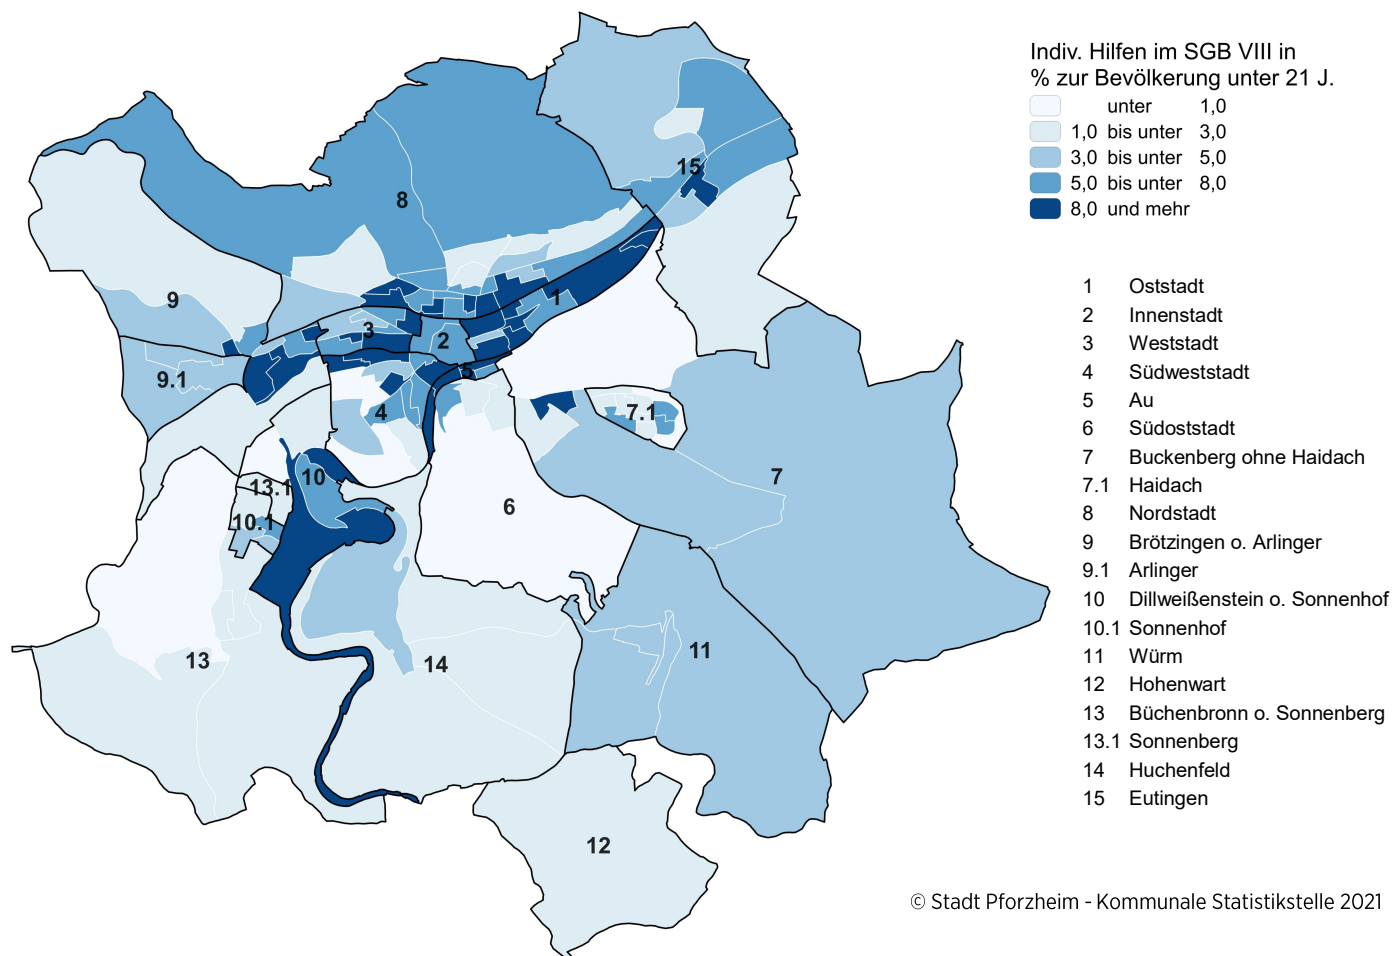 Indiv. Hilfen im SGB VIII in
% zur Bevölkerung unter 21 J.
unter 1,0
1,0 bis unter 3,0
3,0 bis unter 5,0
5,0 bis unter 8,0
8,0 und mehr
1 Oststadt
2 Innenstadt
3 Weststadt
4 Südweststadt
5 Au
6 Südoststadt
7 Buckenberg ohne Haidach
7.1 Haidach
8 Nordstadt
9 Brötzingen o. Arlinger
9.1 Arlinger
10 Dillweißenstein o. Sonnenhof
10.1 Sonnenhof
11 Würm
12 Hohenwart
13 Büchenbronn o. Sonnenberg
13.1 Sonnenberg
14 Huchenfeld
15 Eutingen
15
8
9
1
3
2
9.1
5
4
7.1
10
7
13.1
6
10.1
11
13
14
12
© Stadt Pforzheim - Kommunale Statistikstelle 2021